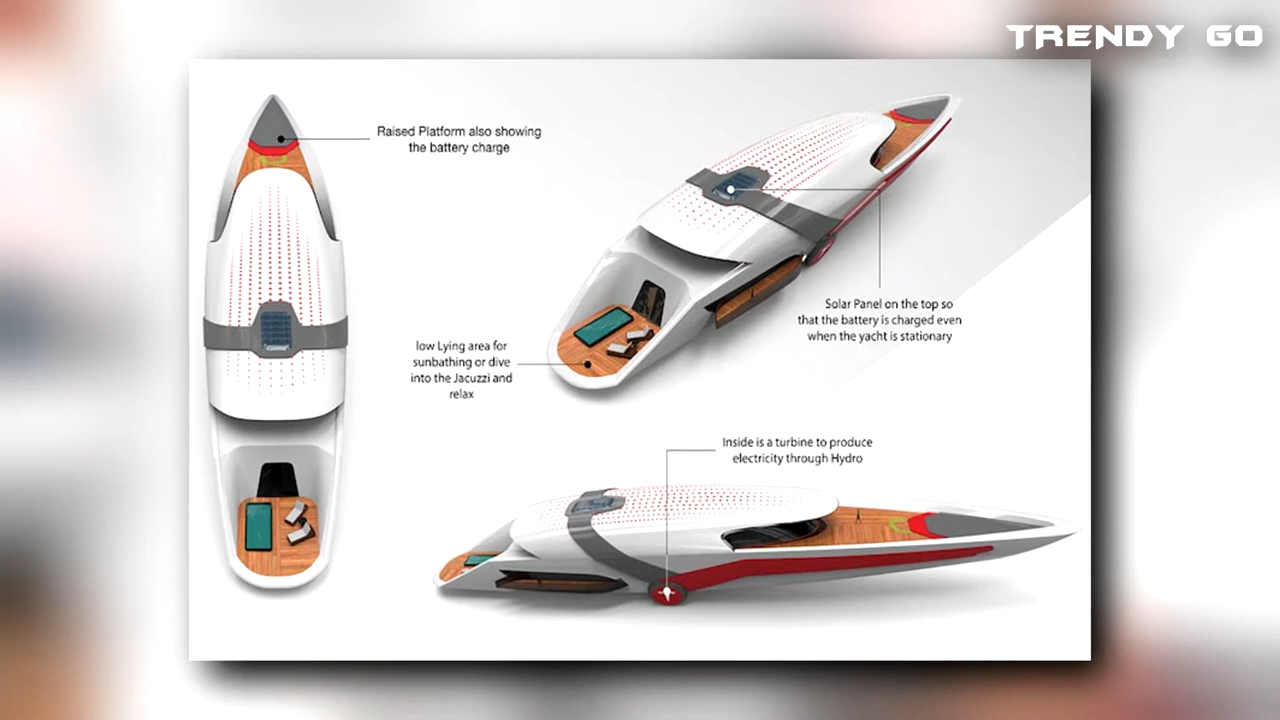 TRENDY GO
Raised Platform also showing
the battery charge
Solar Panel on the top so
that the battery is charged even
when the yacht is stationary
low Lying area for
sunbathing or dive
into the Jacuzzi and
relax
Inside is a turbine to produce
electricity through Hydro